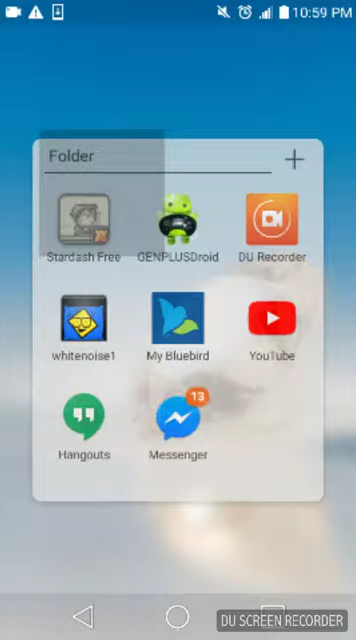 10:59 PM
Folder
Stardash Free
GENPLUSDroid
DU Recorder
whitenoise1
My Bluebird
YouTube
13
Hangouts
Messenger
DU SCREEN RECORDER